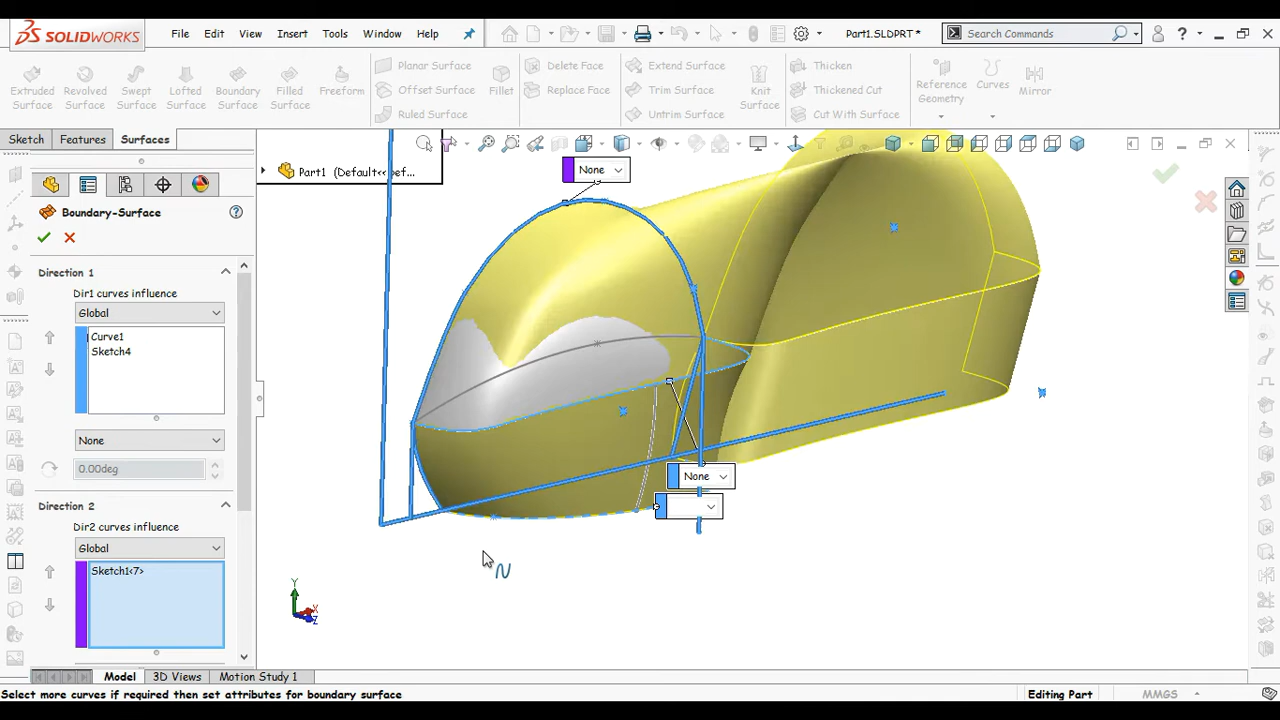 SOLIDWORKS
File Edit View Insert Tools Window Help
Part1.SLDPRT *
Search Commands
Extruded Surface
Revolved Surface
Swept Surface
Lofted Surface
Boundary Surface
Filled Surface
Freeform
Planar Surface
Offset Surface
Ruled Surface
Fillet
Delete Face
Replace Face
Extend Surface
Trim Surface
Untrim Surface
Knit Surface
Thicken
Thickened Cut
Cut With Surface
Reference Geometry
Curves
Mirror
Sketch Features Surfaces
Part1 (Default<<Def...
None
Boundary-Surface
Direction 1
Dir1 curves influence
Global
Curve1
Sketch4
None
0.00deg
Direction 2
Dir2 curves influence
Global
Sketch1<7>
None
Y
X
Z
Model 3D Views Motion Study 1
Select more curves if required then set attributes for boundary surface
Editing Part
MMGS